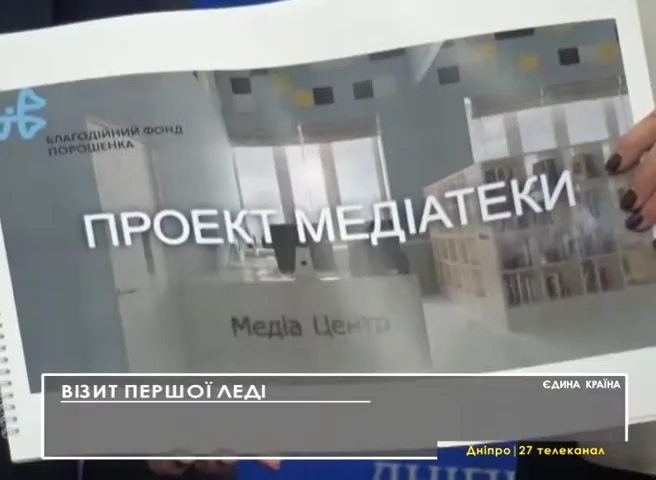 БЛАГОДІЙНИЙ ФОНД
ПОРОШЕНКА
ПРОЕКТ МЕДІАТЕКИ
Медіа Центр
ВІЗИТ ПЕРШОЇ ЛЕДІ
ЄДИНА КРАЇНА
Дніпро|27 телеканал